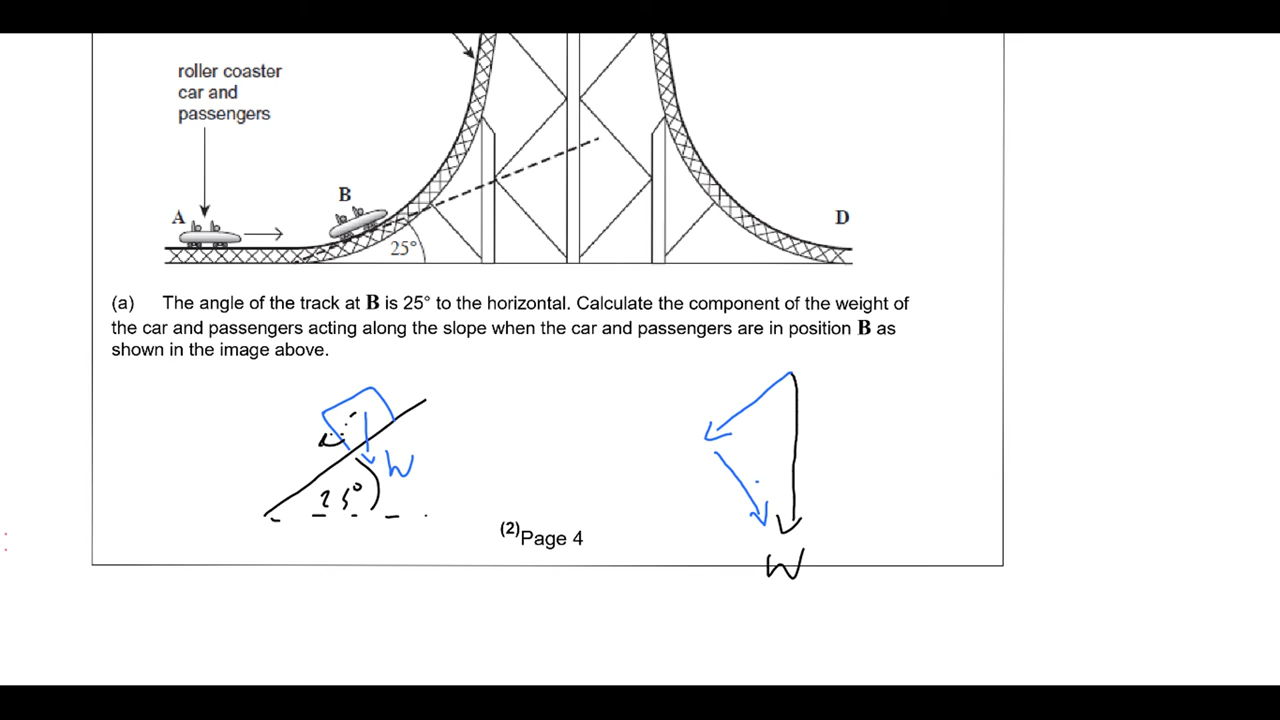 roller coaster
car and
passengers
A
B
25°
D
(a) The angle of the track at B is 25° to the horizontal. Calculate the component of the weight of
the car and passengers acting along the slope when the car and passengers are in position B as
shown in the image above.
W
25°
(2)Page 4
W